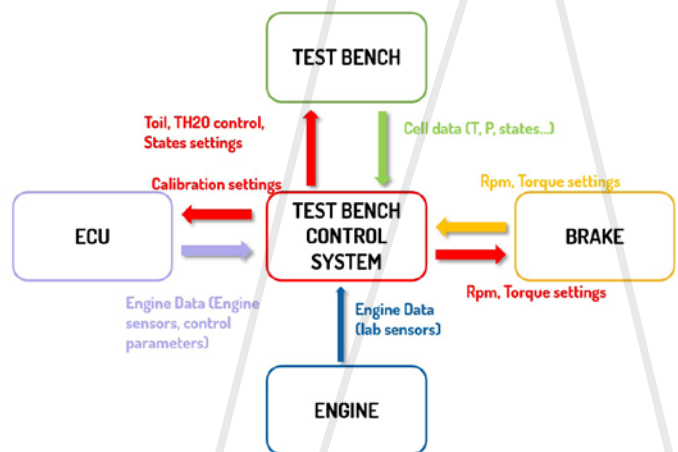 TEST BENCH
Toil, TH2O control,
States settings
Cell data (T, P, states...)
Calibration settings
Rpm, Torque settings
ECU
TEST BENCH
CONTROL
SYSTEM
BRAKE
Rpm, Torque settings
Engine Data (Engine
sensors, control
parameters)
Engine Data
(lab sensors)
ENGINE